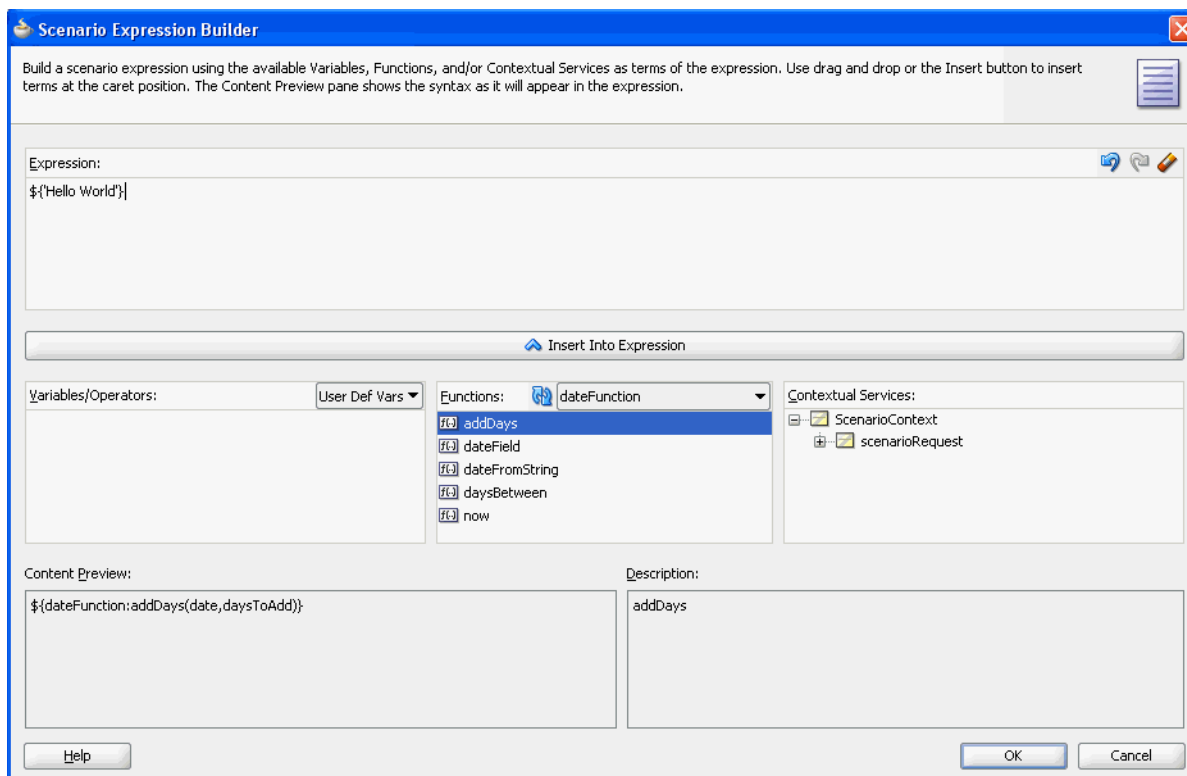 Scenario Expression Builder
Build a scenario expression using the available Variables, Functions, and/or Contextual Services as terms of the expression. Use drag and drop or the Insert button to insert
terms at the caret position. The Content Preview pane shows the syntax as it will appear in the expression.
Expression:
${'Hello World'}
Insert Into Expression
Variables/Operators:
User Def Vars
Functions:
dateFunction
f(..) addDays
f(..) dateField
f(..) dateFromString
f(..) daysBetween
f(..) now
Contextual Services:
ScenarioContext
scenarioRequest
Content Preview:
${dateFunction:addDays(date,daysToAdd)}
Description:
addDays
Help
OK
Cancel